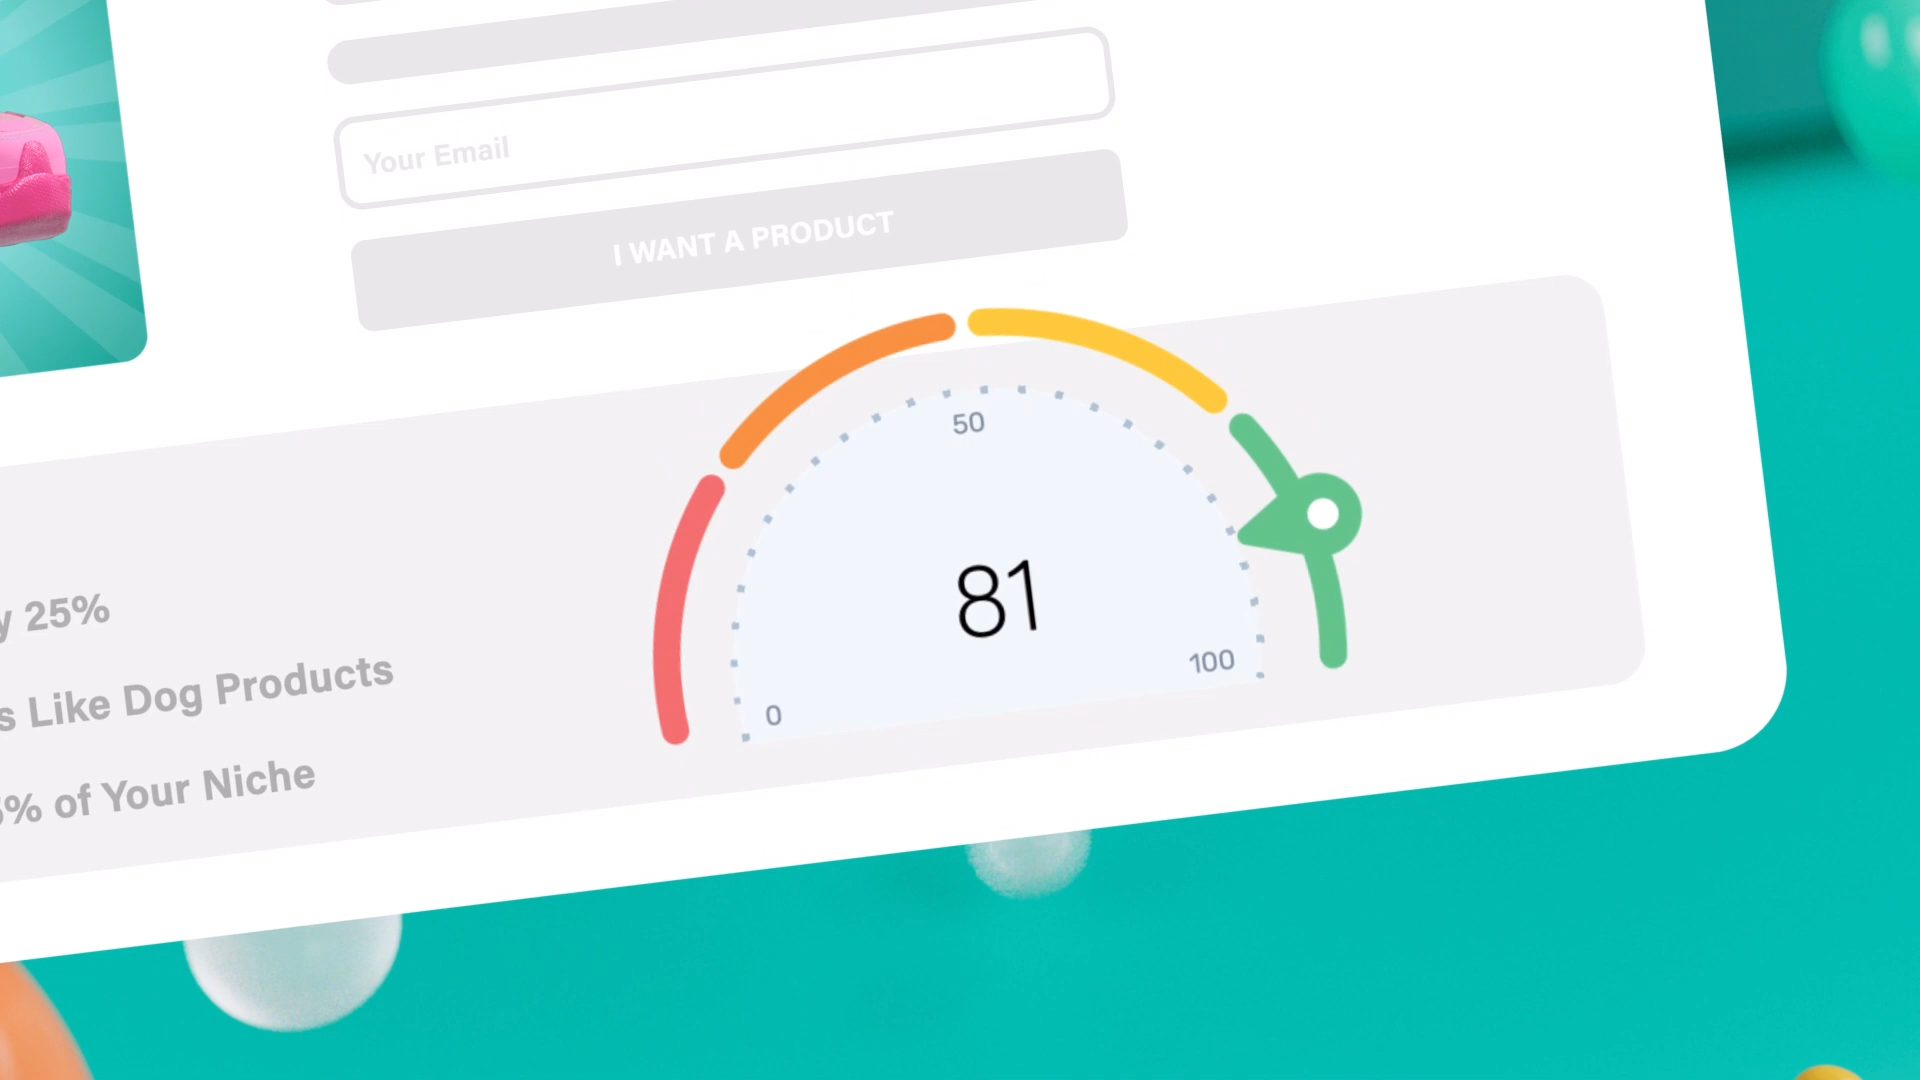 Your Email
I WANT A PRODUCT
50
81
100
0
25%
Like Dog Products
% of Your Niche